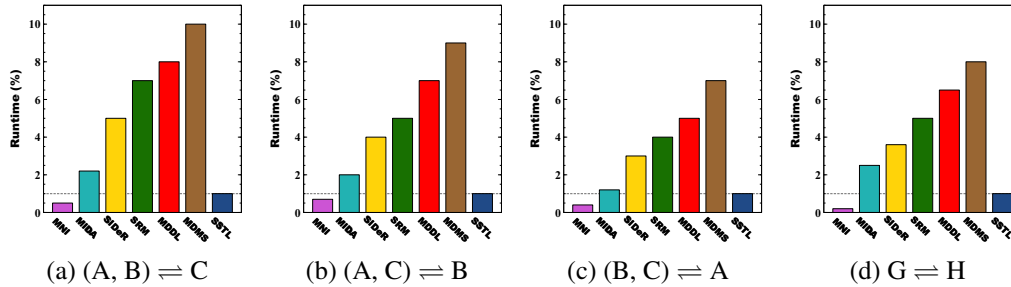 Runtime (%)
10
8
6
4
2
0
MNI
MIDA
SIDeR
SRM
MDDL
MDMS
SSTL
(a) (A, B) ⇌ C
Runtime (%)
10
8
6
4
2
0
MNI
MIDA
SIDeR
SRM
MDDL
MDMS
SSTL
(b) (A, C) ⇌ B
Runtime (%)
10
8
6
4
2
0
MNI
MIDA
SIDeR
SRM
MDDL
MDMS
SSTL
(c) (B, C) ⇌ A
Runtime (%)
10
8
6
4
2
0
MNI
MIDA
SIDeR
SRM
MDDL
MDMS
SSTL
(d) G ⇌ H